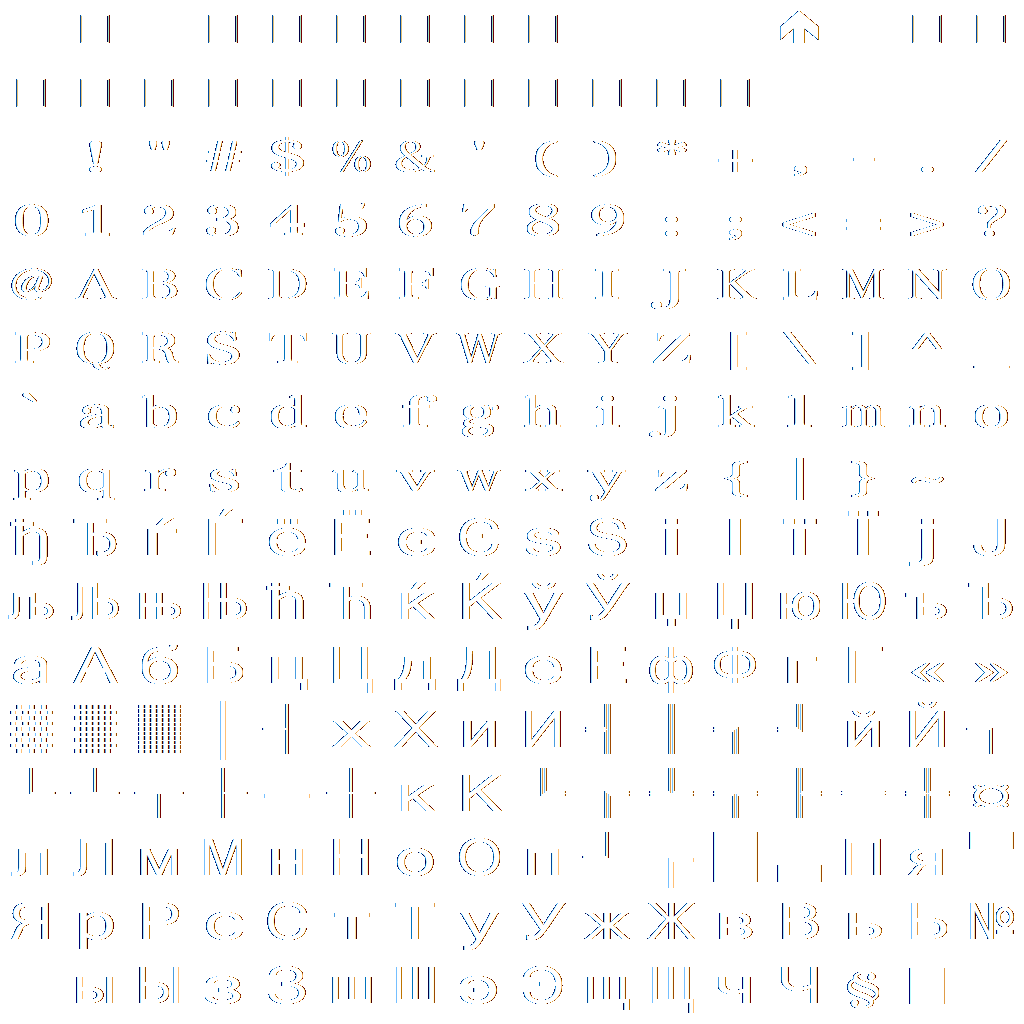 ! " # $ % & ' ( ) * + , - . /
0 1 2 3 4 5 6 7 8 9 : ; < = > ?
@ A B C D E F G H I J K L M N O
P Q R S T U V W X Y Z [ \ ] ^ _
` a b c d e f g h i j k l m n o
p q r s t u v w x y z { | } ~
ђ Ђ ѓ Ѓ ё Ё є Є ѕ Ѕ і І ї Ї ј Ј
љ Љ њ Њ ћ Ћ ќ Ќ ў Ў џ Џ ю Ю ъ Ъ
а А б Б ц Ц д Д е Е ф Ф г Г « »
░ ▒ ▓ │ ┤ х Х и И ╣ ║ ╗ ╝ й Й ┐
└ ┴ ┬ ├ ─ ┼ к К ╚ ╔ ╩ ╦ ╠ ═ ╬ ¤
л Л м М н Н о О п ┘ ┌ █ ▄ П я ▀
Я р Р с С т Т у У ж Ж в В ь Ь №
ы Ы з З ш Ш э Э щ Щ ч Ч § ■